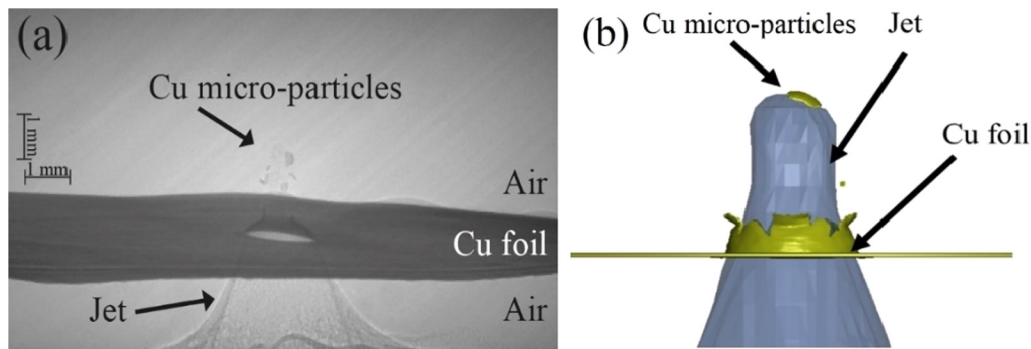 (a)
Cu micro-particles
1 mm
1 mm
Air
Cu foil
Jet
Air
(b)
Cu micro-particles
Jet
Cu foil